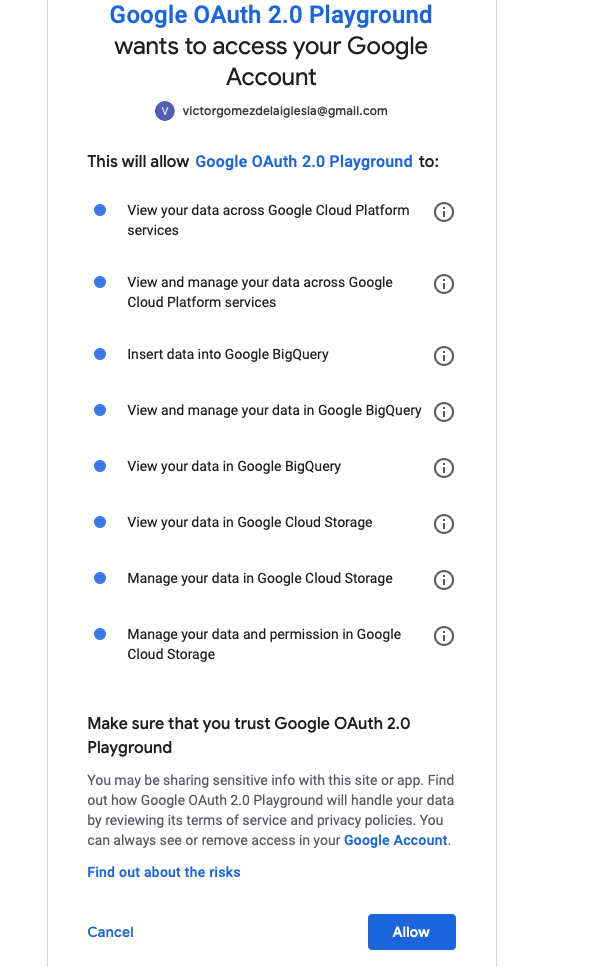 Google OAuth 2.0 Playground
wants to access your Google
Account
V victorgomezdelaiglesia@gmail.com
This will allow Google OAuth 2.0 Playground to:
View your data across Google Cloud Platform
services
View and manage your data across Google
Cloud Platform services
Insert data into Google BigQuery
View and manage your data in Google BigQuery
View your data in Google BigQuery
View your data in Google Cloud Storage
Manage your data in Google Cloud Storage
Manage your data and permission in Google
Cloud Storage
Make sure that you trust Google OAuth 2.0
Playground
You may be sharing sensitive info with this site or app. Find
out how Google OAuth 2.0 Playground will handle your data
by reviewing its terms of service and privacy policies. You
can always see or remove access in your Google Account.
Find out about the risks
Cancel Allow